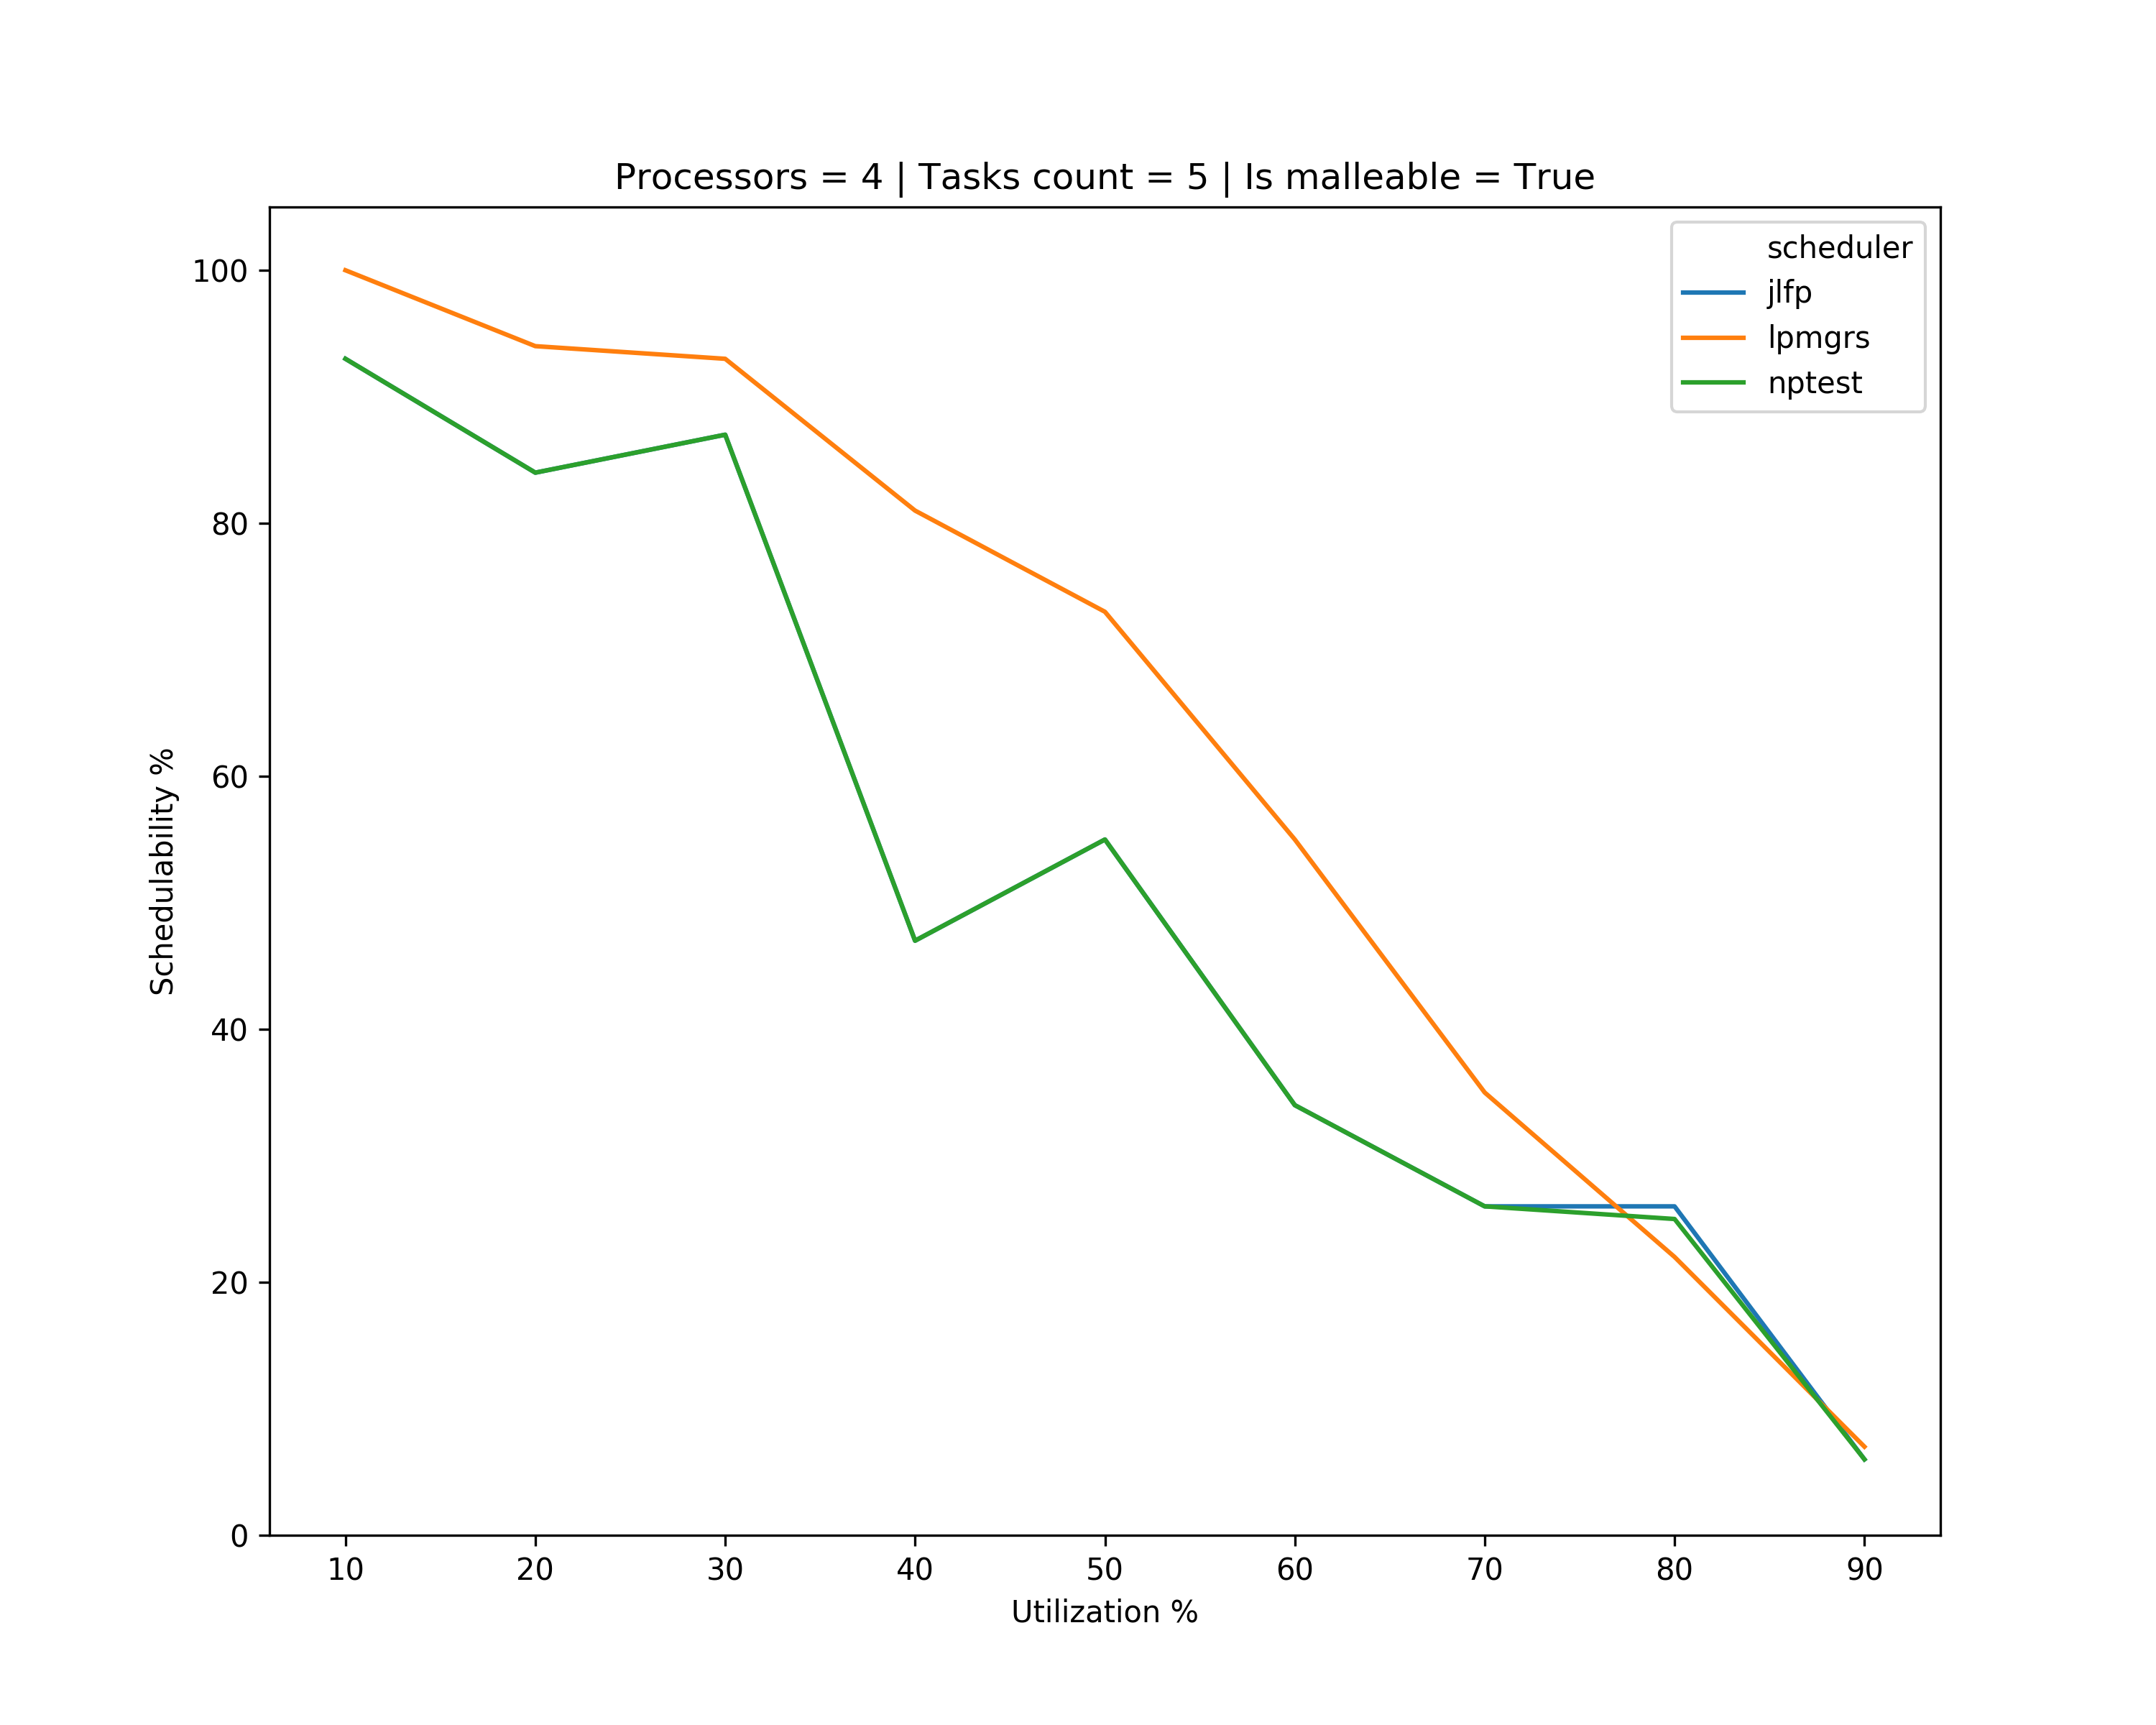 Processors = 4 | Tasks count = 5 | Is malleable = True
scheduler
jlfp
lpmgrs
nptest
Schedulability %
100
80
60
40
20
0
10 20 30 40 50 60 70 80 90
Utilization %